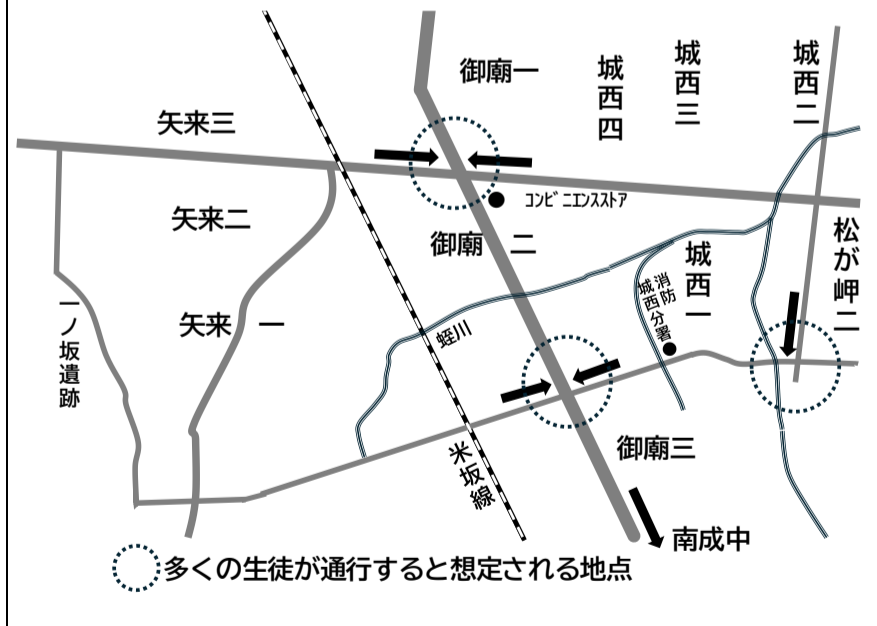 御廟一
城西四
城西三
城西二
矢来三
コンビニエンスストア
矢来二
御廟 二
松が岬二
城西一
消防
城西分署
一ノ坂遺跡
矢来 一
蛭川
御廟三
米坂線
南成中
多くの生徒が通行すると想定される地点